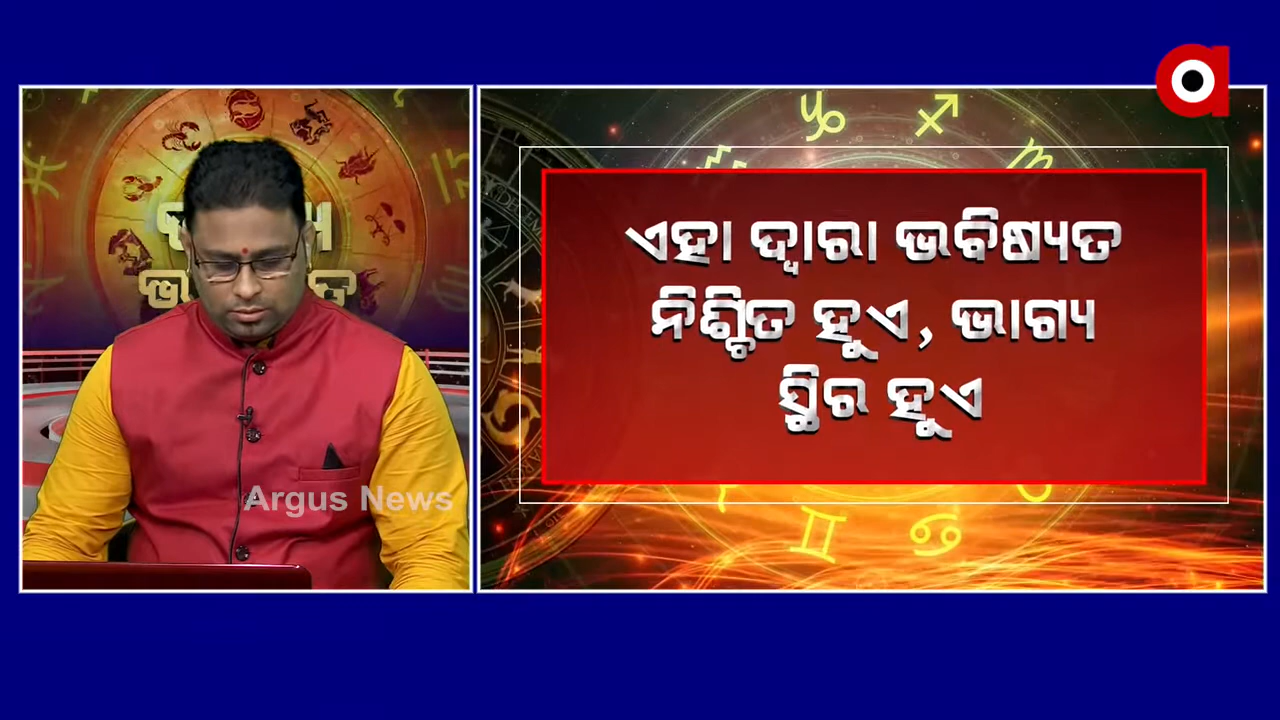 ଏହା ଦ୍ୱାରା ଭବିଷ୍ୟତ
ନିଶ୍ଚିତ ହୁଏ, ଭାଗ୍ୟ
ସ୍ଥିର ହୁଏ
Argus News